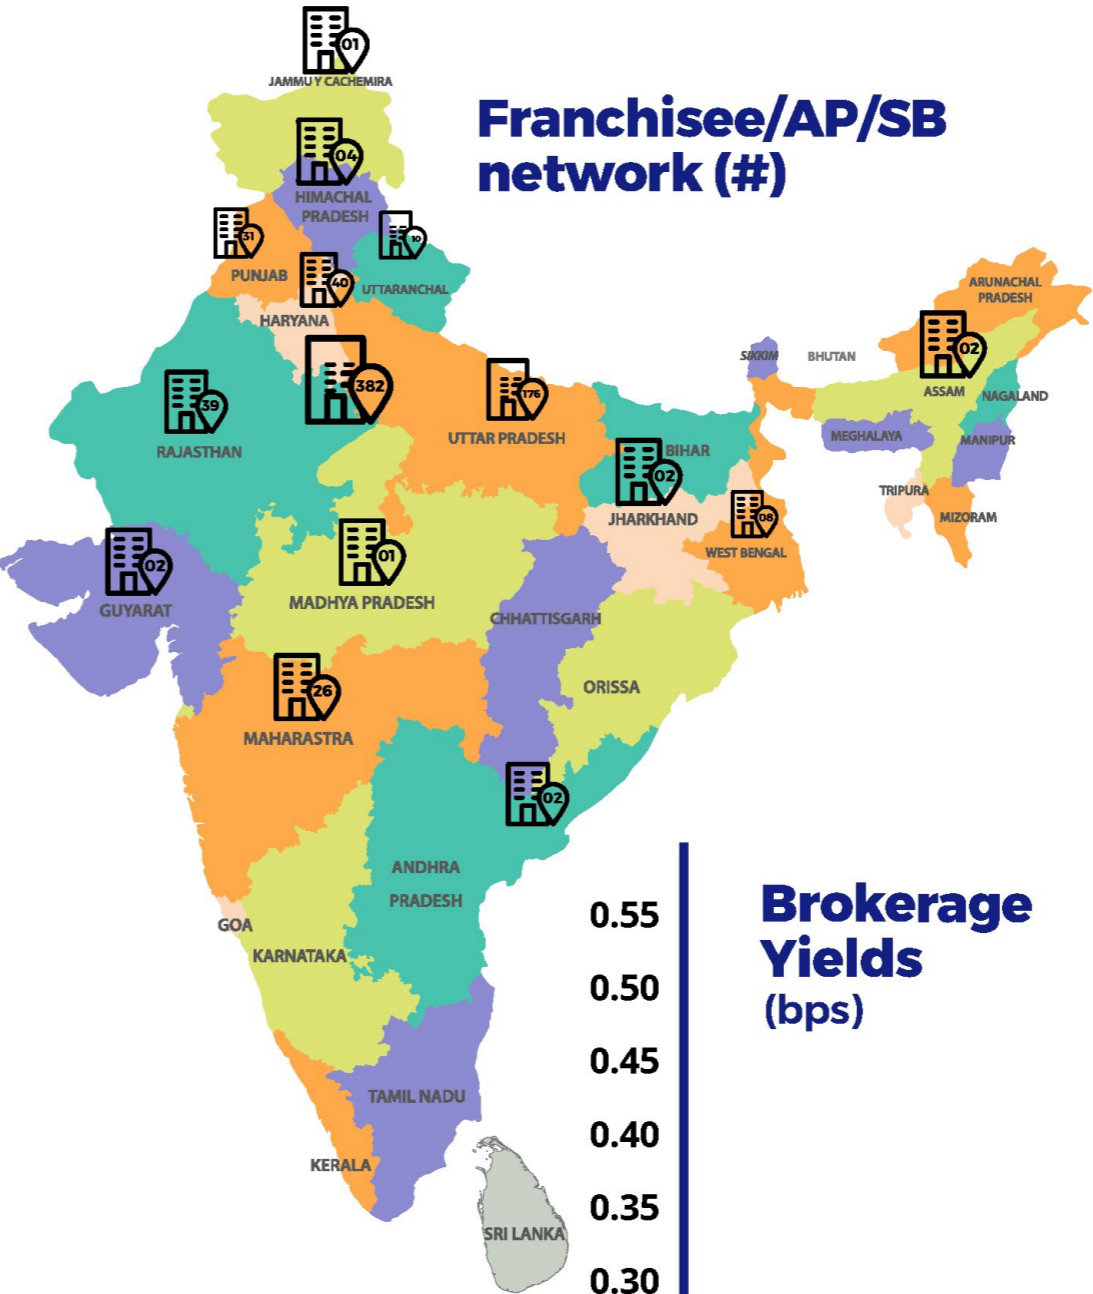 01
JAMMU Y CACHEMIRA
Franchisee/AP/SB
network (#)
04
HIMACHAL
PRADESH
31
PUNJAB
10
UTTARANCHAL
40
HARYANA
ARUNACHAL
PRADESH
SIKKIM
BHUTAN
02
ASSAM
NAGALAND
382
39
RAJASTHAN
176
UTTAR PRADESH
MEGHALAYA
MANIPUR
BIHAR
02
JHARKHAND
TRIPURA
MIZORAM
08
WEST BENGAL
02
GUYARAT
01
MADHYA PRADESH
CHHATTISGARH
ORISSA
26
MAHARASTRA
02
ANDHRA
PRADESH
GOA
KARNATAKA
TAMIL NADU
KERALA
SRI LANKA
0.55
0.50
0.45
0.40
0.35
0.30
Brokerage
Yields
(bps)